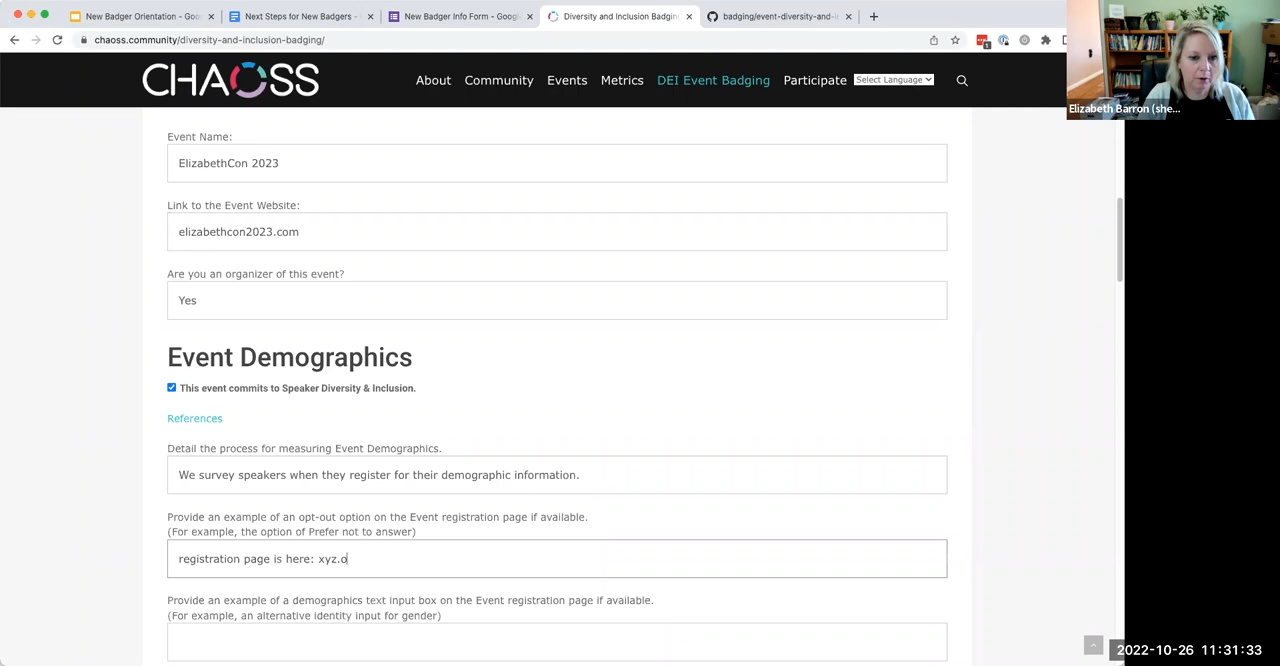 New Badger Orientation - Goo
Next Steps for New Badgers -
New Badger Info Form - Google
Diversity and Inclusion Badging
badging/event-diversity-and-i
chaoss.community/diversity-and-inclusion-badging/
CHAOSS
About
Community
Events
Metrics
DEI Event Badging
Participate
Select Language
Elizabeth Barron (she...
Event Name:
ElizabethCon 2023
Link to the Event Website:
elizabethcon2023.com
Are you an organizer of this event?
Yes
Event Demographics
This event commits to Speaker Diversity & Inclusion.
References
Detail the process for measuring Event Demographics.
We survey speakers when they register for their demographic information.
Provide an example of an opt-out option on the Event registration page if available.
(For example, the option of Prefer not to answer)
registration page is here: xyz.o
Provide an example of a demographics text input box on the Event registration page if available.
(For example, an alternative identity input for gender)
2022-10-26 11:31:33